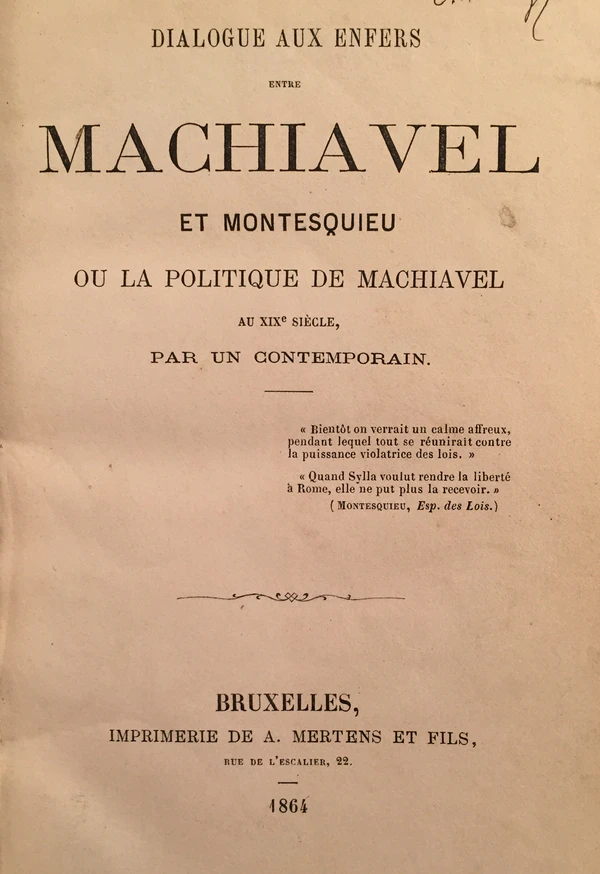 DIALOGUE AUX ENFERS
ENTRE
MACHIAVEL
ET MONTESQUIEU
OU LA POLITIQUE DE MACHIAVEL
AU XIXe SIÈCLE,
PAR UN CONTEMPORAIN.
« Bientôt on verrait un calme affreux,
pendant lequel tout se réunirait contre
la puissance violatrice des lois. »
« Quand Sylla voulut rendre la liberté
à Rome, elle ne put plus la recevoir. »
(MONTESQUIEU, Esp. des Lois.)
BRUXELLES,
IMPRIMERIE DE A. MERTENS ET FILS,
RUE DE L'ESCALIER, 22.
1864